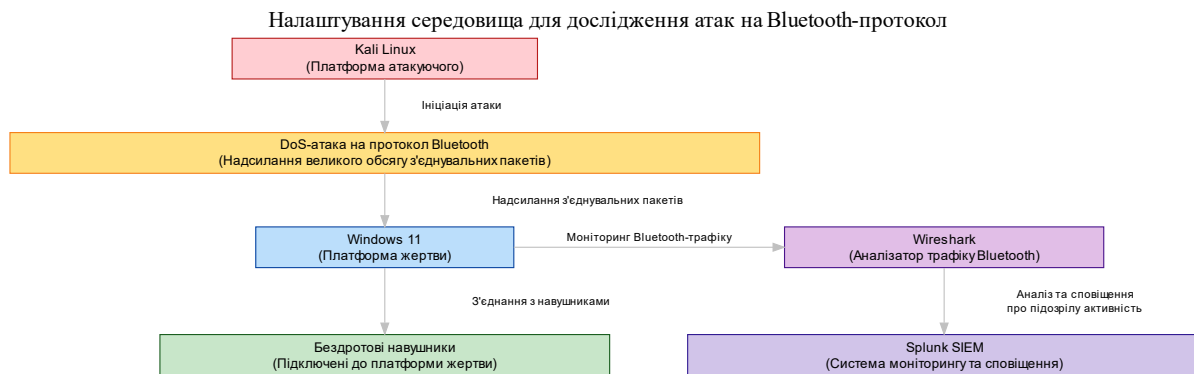 Налаштування середовища для дослідження атак на Bluetooth-протокол
Kali Linux
(Платформа атакуючого)
Ініціація атаки
DoS-атака на протокол Bluetooth
(Надсилання великого обсягу з'єднувальних пакетів)
Надсилання з'єднувальних пакетів
Windows 11
(Платформа жертви)
Моніторинг Bluetooth-трафіку
Wireshark
(Аналізатор трафіку Bluetooth)
З'єднання з навушниками
Аналіз та сповіщення
про підозрілу активність
Бездротові навушники
(Підключені до платформи жертви)
Splunk SIEM
(Система моніторингу та сповіщення)